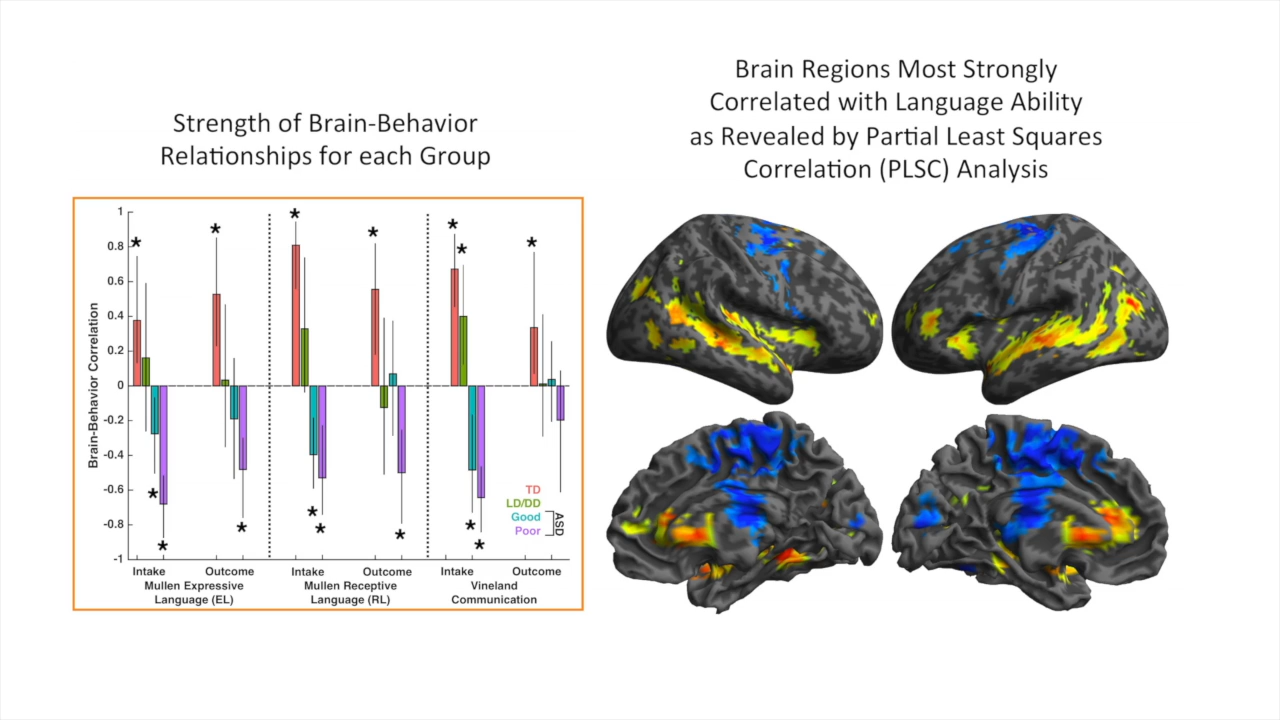 Strength of Brain-Behavior
Relationships for each Group
Brain Regions Most Strongly
Correlated with Language Ability
as Revealed by Partial Least Squares
Correlation (PLSC) Analysis
Brain-Behavior Correlation
1
0.8
0.6
0.4
0.2
0
-0.2
-0.4
-0.6
-0.8
-1
* * * * * * * * * * * * * *
TD
LD/DD
Good
Poor
ASD
Intake Outcome Intake Outcome Intake Outcome
Mullen Expressive
Language (EL)
Mullen Receptive
Language (RL)
Vineland
Communication